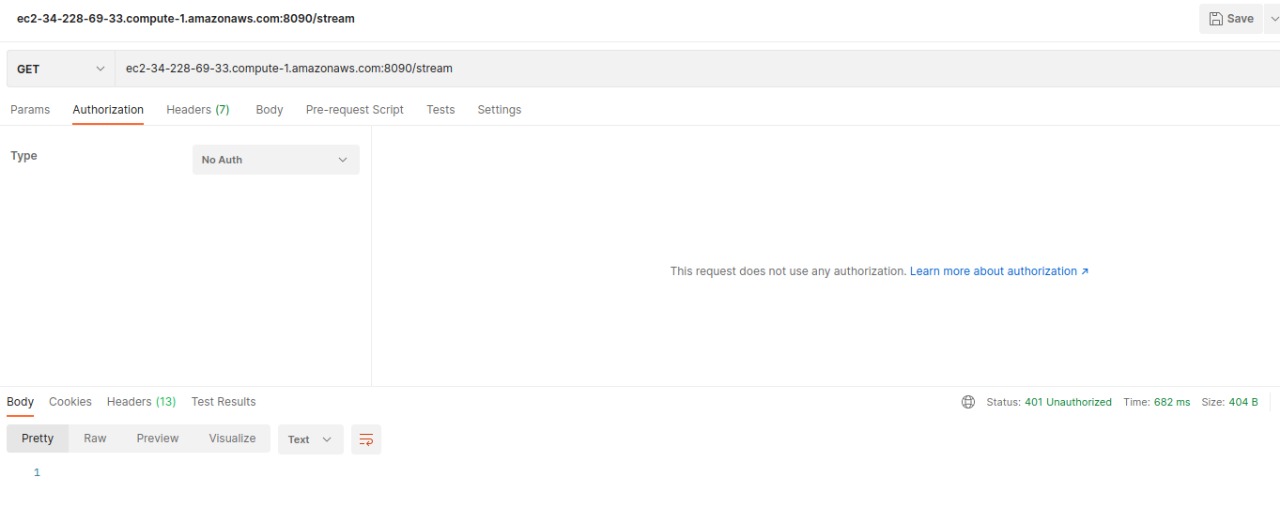 ec2-34-228-69-33.compute-1.amazonaws.com:8090/stream
Save
GET
ec2-34-228-69-33.compute-1.amazonaws.com:8090/stream
Params Authorization Headers (7) Body Pre-request Script Tests Settings
Type No Auth
This request does not use any authorization. Learn more about authorization ↗
Body Cookies Headers (13) Test Results Status: 401 Unauthorized Time: 682 ms Size: 404 B
Pretty Raw Preview Visualize Text
1